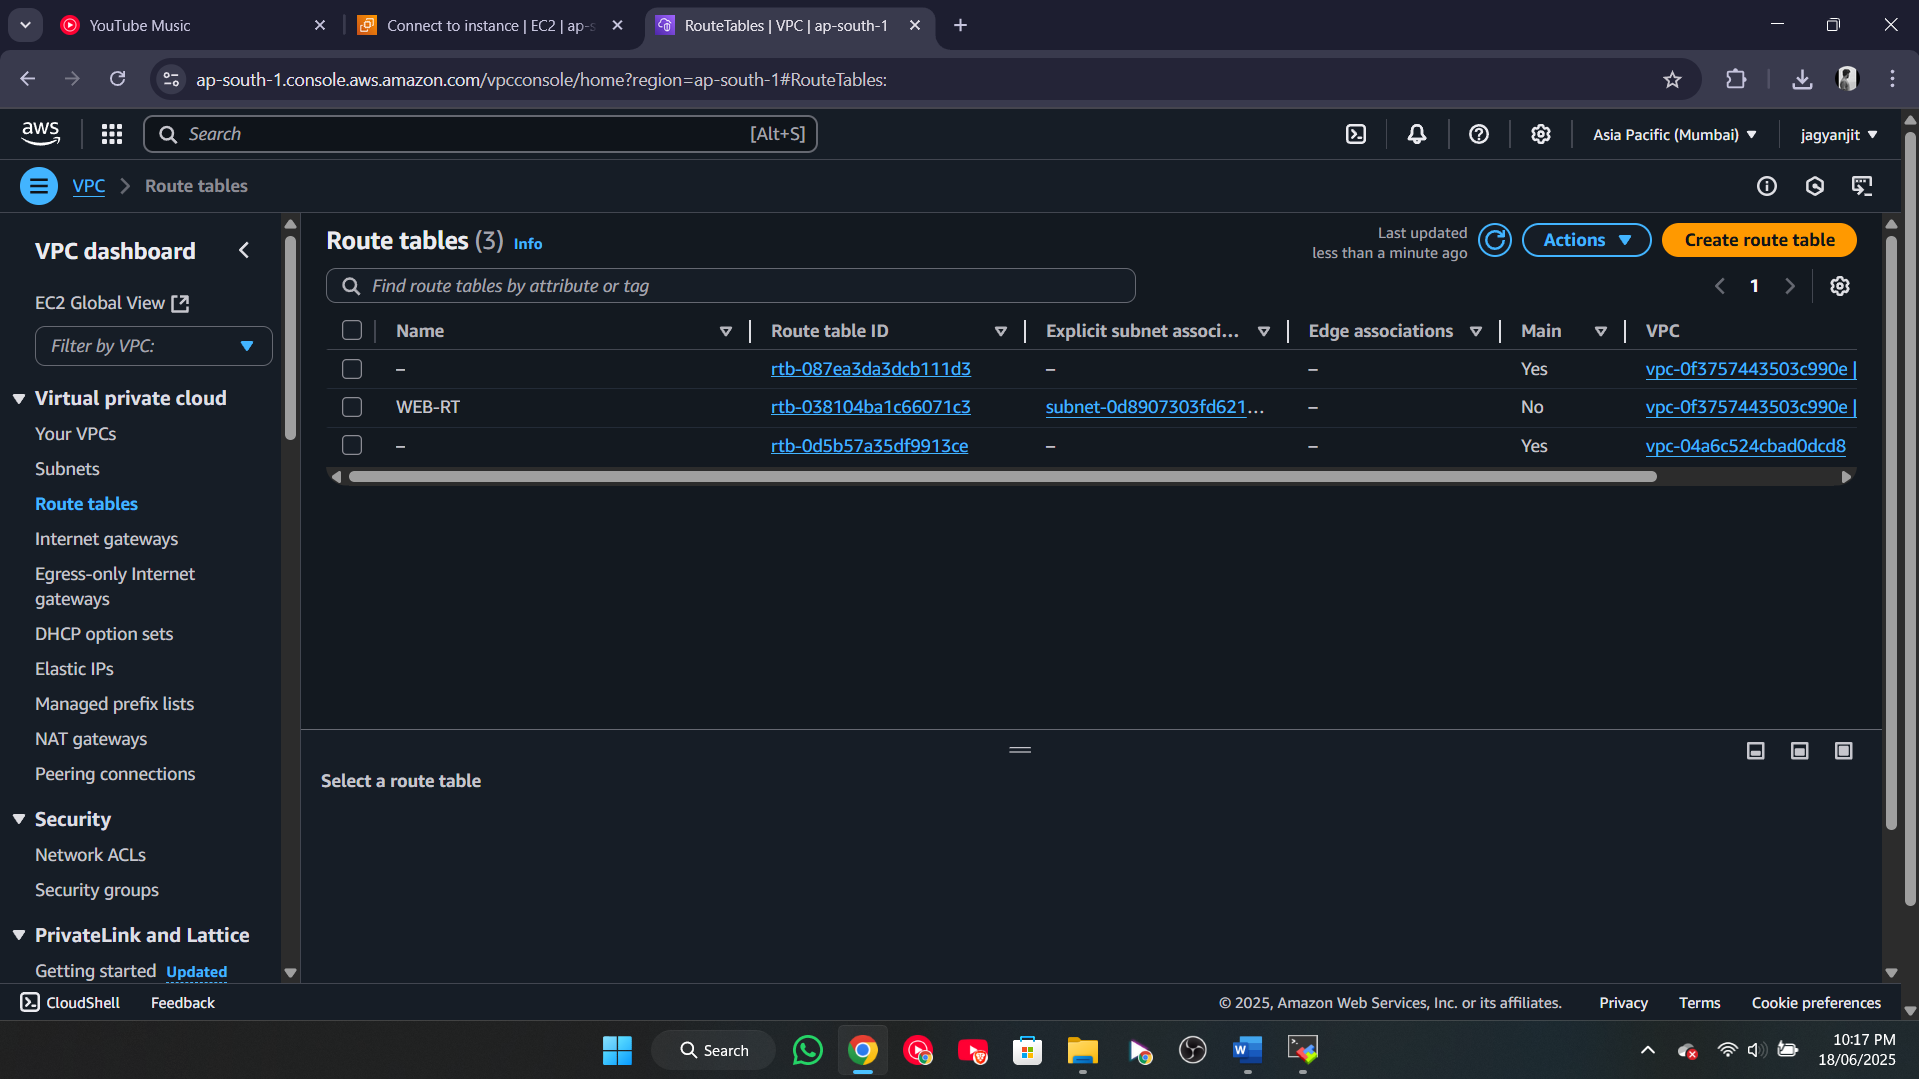 YouTube Music
Connect to instance | EC2 | ap-s
RouteTables | VPC | ap-south-1
ap-south-1.console.aws.amazon.com/vpcconsole/home?region=ap-south-1#RouteTables:
aws
Search
[Alt+S]
Asia Pacific (Mumbai)
jagyanjit
VPC
Route tables
VPC dashboard
EC2 Global View
Filter by VPC:
Virtual private cloud
Your VPCs
Subnets
Route tables
Internet gateways
Egress-only Internet
gateways
DHCP option sets
Elastic IPs
Managed prefix lists
NAT gateways
Peering connections
Security
Network ACLs
Security groups
PrivateLink and Lattice
Getting started Updated
Route tables (3) Info
Last updated
less than a minute ago
Actions
Create route table
Find route tables by attribute or tag
1
Name Route table ID Explicit subnet associ... Edge associations Main VPC
– rtb-087ea3da3dcb111d3 – – Yes vpc-0f3757443503c990e |
WEB-RT rtb-038104ba1c66071c3 subnet-0d8907303fd621... – No vpc-0f3757443503c990e |
– rtb-0d5b57a35df9913ce – – Yes vpc-04a6c524cbad0dcd8
Select a route table
CloudShell
Feedback
© 2025, Amazon Web Services, Inc. or its affiliates.
Privacy
Terms
Cookie preferences
Search
10:17 PM
18/06/2025